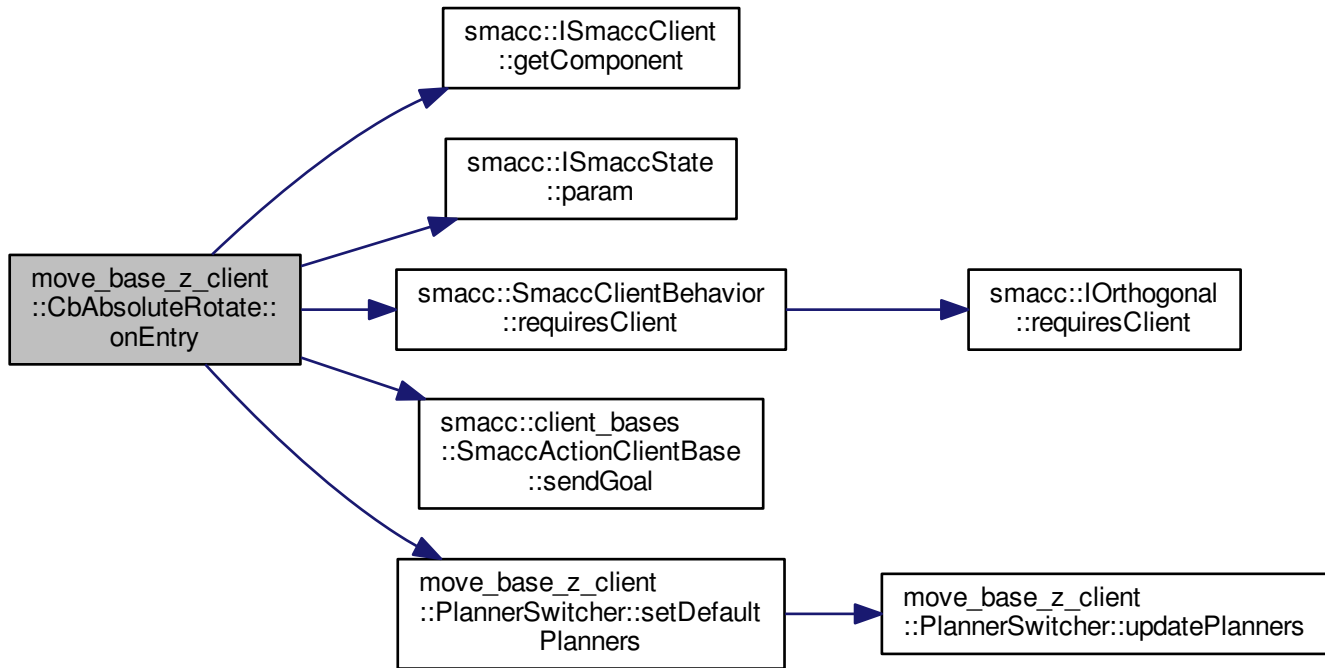 smacc::ISmaccClient
::getComponent
smacc::ISmaccState
::param
move_base_z_client
::CbAbsoluteRotate::
onEntry
smacc::SmaccClientBehavior
::requiresClient
smacc::IOrthogonal
::requiresClient
smacc::client_bases
::SmaccActionClientBase
::sendGoal
move_base_z_client
::PlannerSwitcher::setDefault
Planners
move_base_z_client
::PlannerSwitcher::updatePlanners